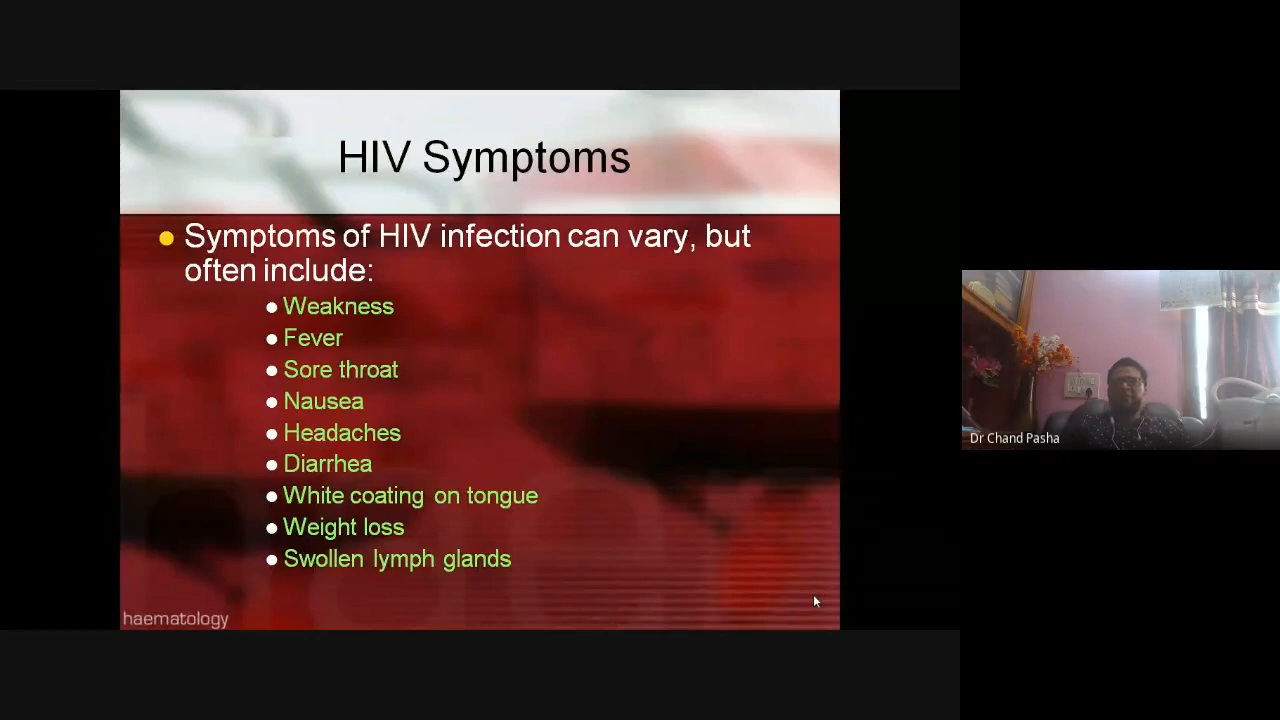 HIV Symptoms
Symptoms of HIV infection can vary, but
often include:
Weakness
Fever
Sore throat
Nausea
Headaches
Diarrhea
White coating on tongue
Weight loss
Swollen lymph glands
haematology
Dr Chand Pasha